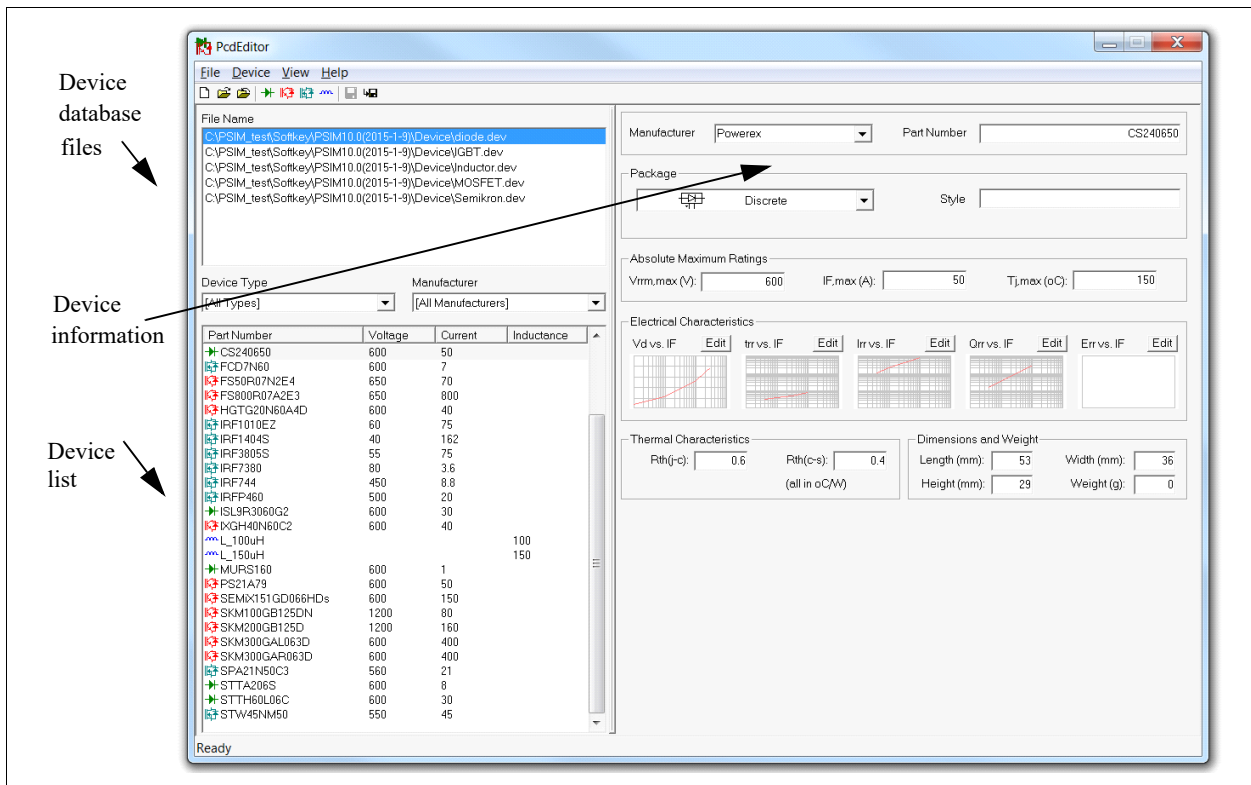 PcdEditor
File Device View Help
Device
database
files
File Name
C:\PSIM_test\Softkey\PSIM10.0(2015-1-9)\Device\diode.dev
C:\PSIM_test\Softkey\PSIM10.0(2015-1-9)\Device\IGBT.dev
C:\PSIM_test\Softkey\PSIM10.0(2015-1-9)\Device\Inductor.dev
C:\PSIM_test\Softkey\PSIM10.0(2015-1-9)\Device\MOSFET.dev
C:\PSIM_test\Softkey\PSIM10.0(2015-1-9)\Device\Semikron.dev
Device Type Manufacturer
[All Types] [All Manufacturers]
Device
information
Part Number Voltage Current Inductance
CS240650 600 50
FCD7N60 600 7
FS50R07N2E4 650 70
FS800R07A2E3 650 800
HGTG20N60A4D 600 40
IRF1010EZ 60 75
IRF1404S 40 162
IRF3805S 55 75
IRF7380 80 3.6
IRF744 450 8.8
IRFP460 500 20
ISL9R3060G2 600 30
IXGH40N60C2 600 40
L_100uH 100
L_150uH 150
MURS160 600 1
PS21A79 600 50
SEMiX151GD066HDs 600 150
SKM100GB125DN 1200 80
SKM200GB125D 1200 160
SKM300GAL063D 600 400
SKM300GAR063D 600 400
SPA21N50C3 560 21
STTA206S 600 8
STTH60L06C 600 30
STW45NM50 550 45
Device
list
Manufacturer Powerex Part Number CS240650
Package
Discrete Style
Absolute Maximum Ratings
Vrrm,max (V): 600 IF,max (A): 50 Tj,max (oC): 150
Electrical Characteristics
Vd vs. IF Edit trr vs. IF Edit Irr vs. IF Edit Qrr vs. IF Edit Err vs. IF Edit
Thermal Characteristics
Rth(j-c): 0.6 Rth(c-s): 0.4
(all in oC/W)
Dimensions and Weight
Length (mm): 53 Width (mm): 36
Height (mm): 29 Weight (g): 0
Ready